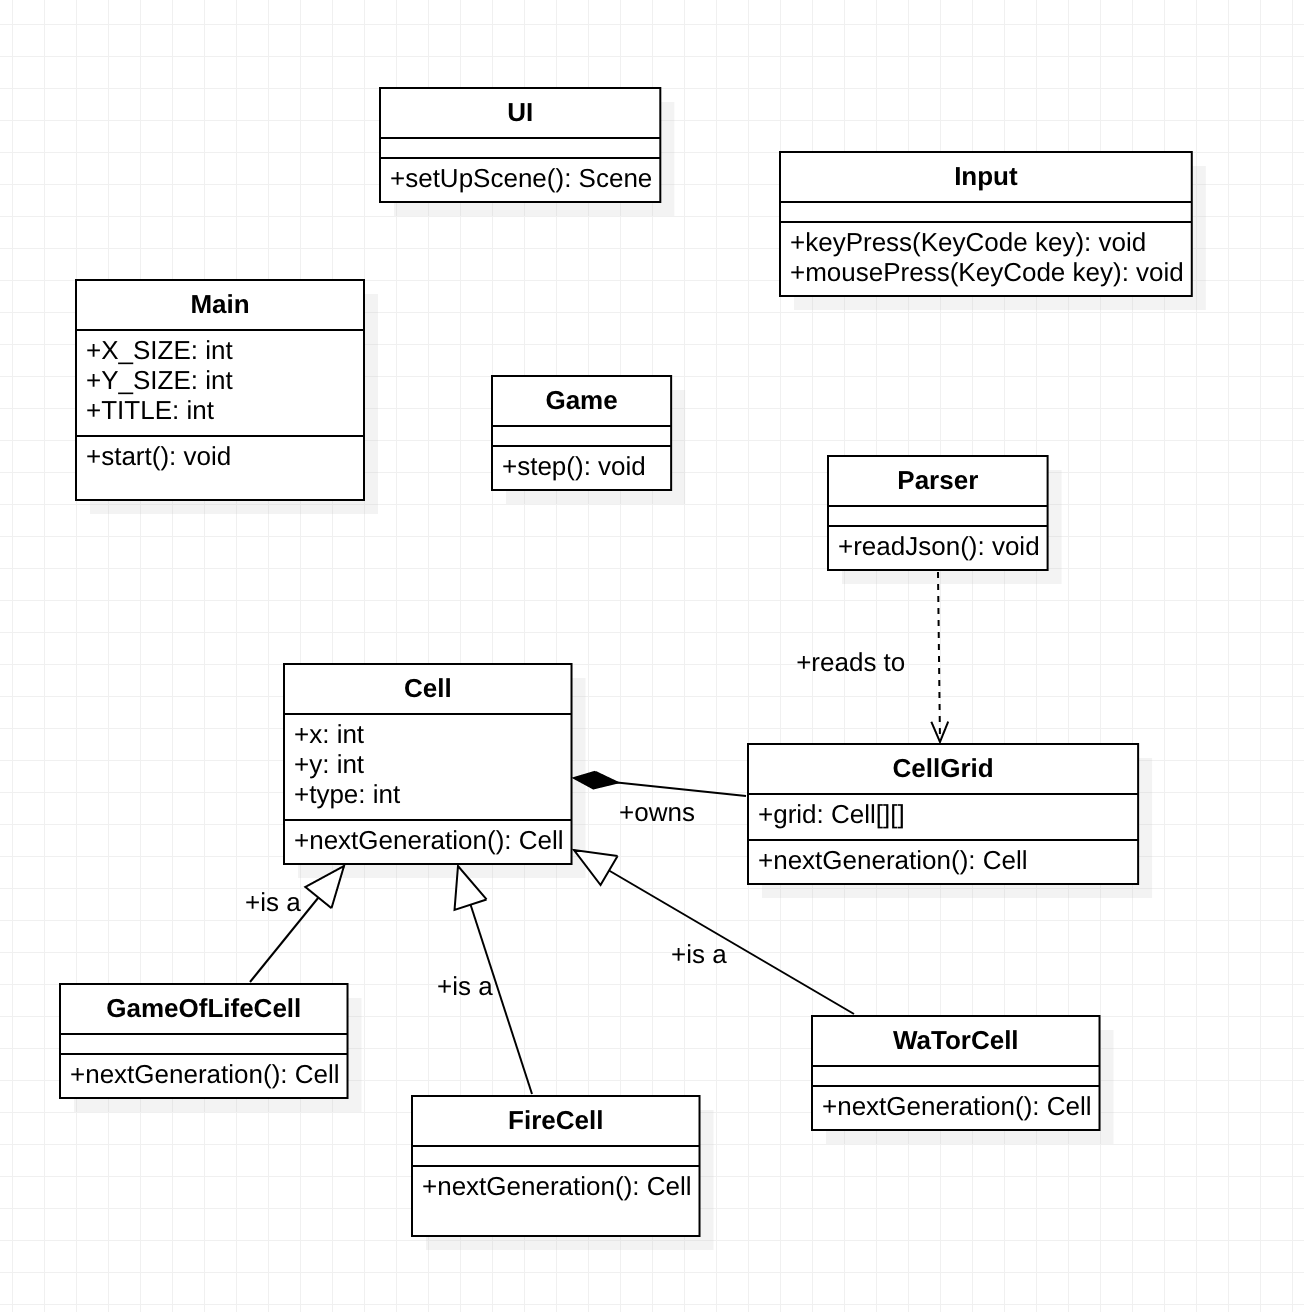 UI
+setUpScene(): Scene
Input
+keyPress(KeyCode key): void
+mousePress(KeyCode key): void
Main
+X_SIZE: int
+Y_SIZE: int
+TITLE: int
+start(): void
Game
+step(): void
Parser
+readJson(): void
+reads to
Cell
+x: int
+y: int
+type: int
+nextGeneration(): Cell
+owns
CellGrid
+grid: Cell[][]
+nextGeneration(): Cell
+is a
+is a
+is a
GameOfLifeCell
+nextGeneration(): Cell
WaTorCell
+nextGeneration(): Cell
FireCell
+nextGeneration(): Cell